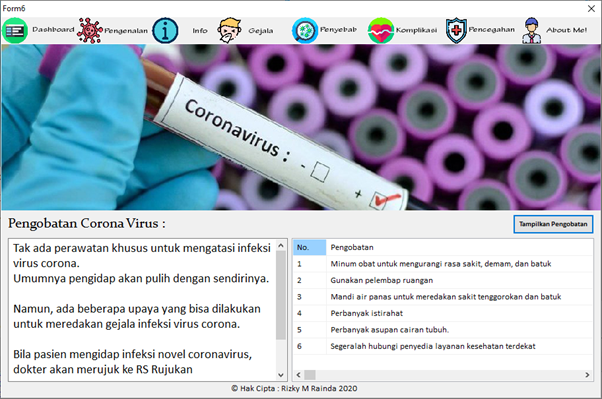 Form6
Dashboard Pengenalan Info Gejala Penyebab Komplikasi Pencegahan About Me!
Coronavirus : -
+
Pengobatan Corona Virus :
Tampilkan Pengobatan
Tak ada perawatan khusus untuk mengatasi infeksi
virus corona.
Umumnya pengidap akan pulih dengan sendirinya.
Namun, ada beberapa upaya yang bisa dilakukan
untuk meredakan gejala infeksi virus corona.
Bila pasien mengidap infeksi novel coronavirus,
dokter akan merujuk ke RS Rujukan
No. Pengobatan
1 Minum obat untuk mengurangi rasa sakit, demam, dan batuk
2 Gunakan pelembap ruangan
3 Mandi air panas untuk meredakan sakit tenggorokan dan batuk
4 Perbanyak istirahat
5 Perbanyak asupan cairan tubuh.
6 Segeralah hubungi penyedia layanan kesehatan terdekat
© Hak Cipta : Rizky M Rainda 2020